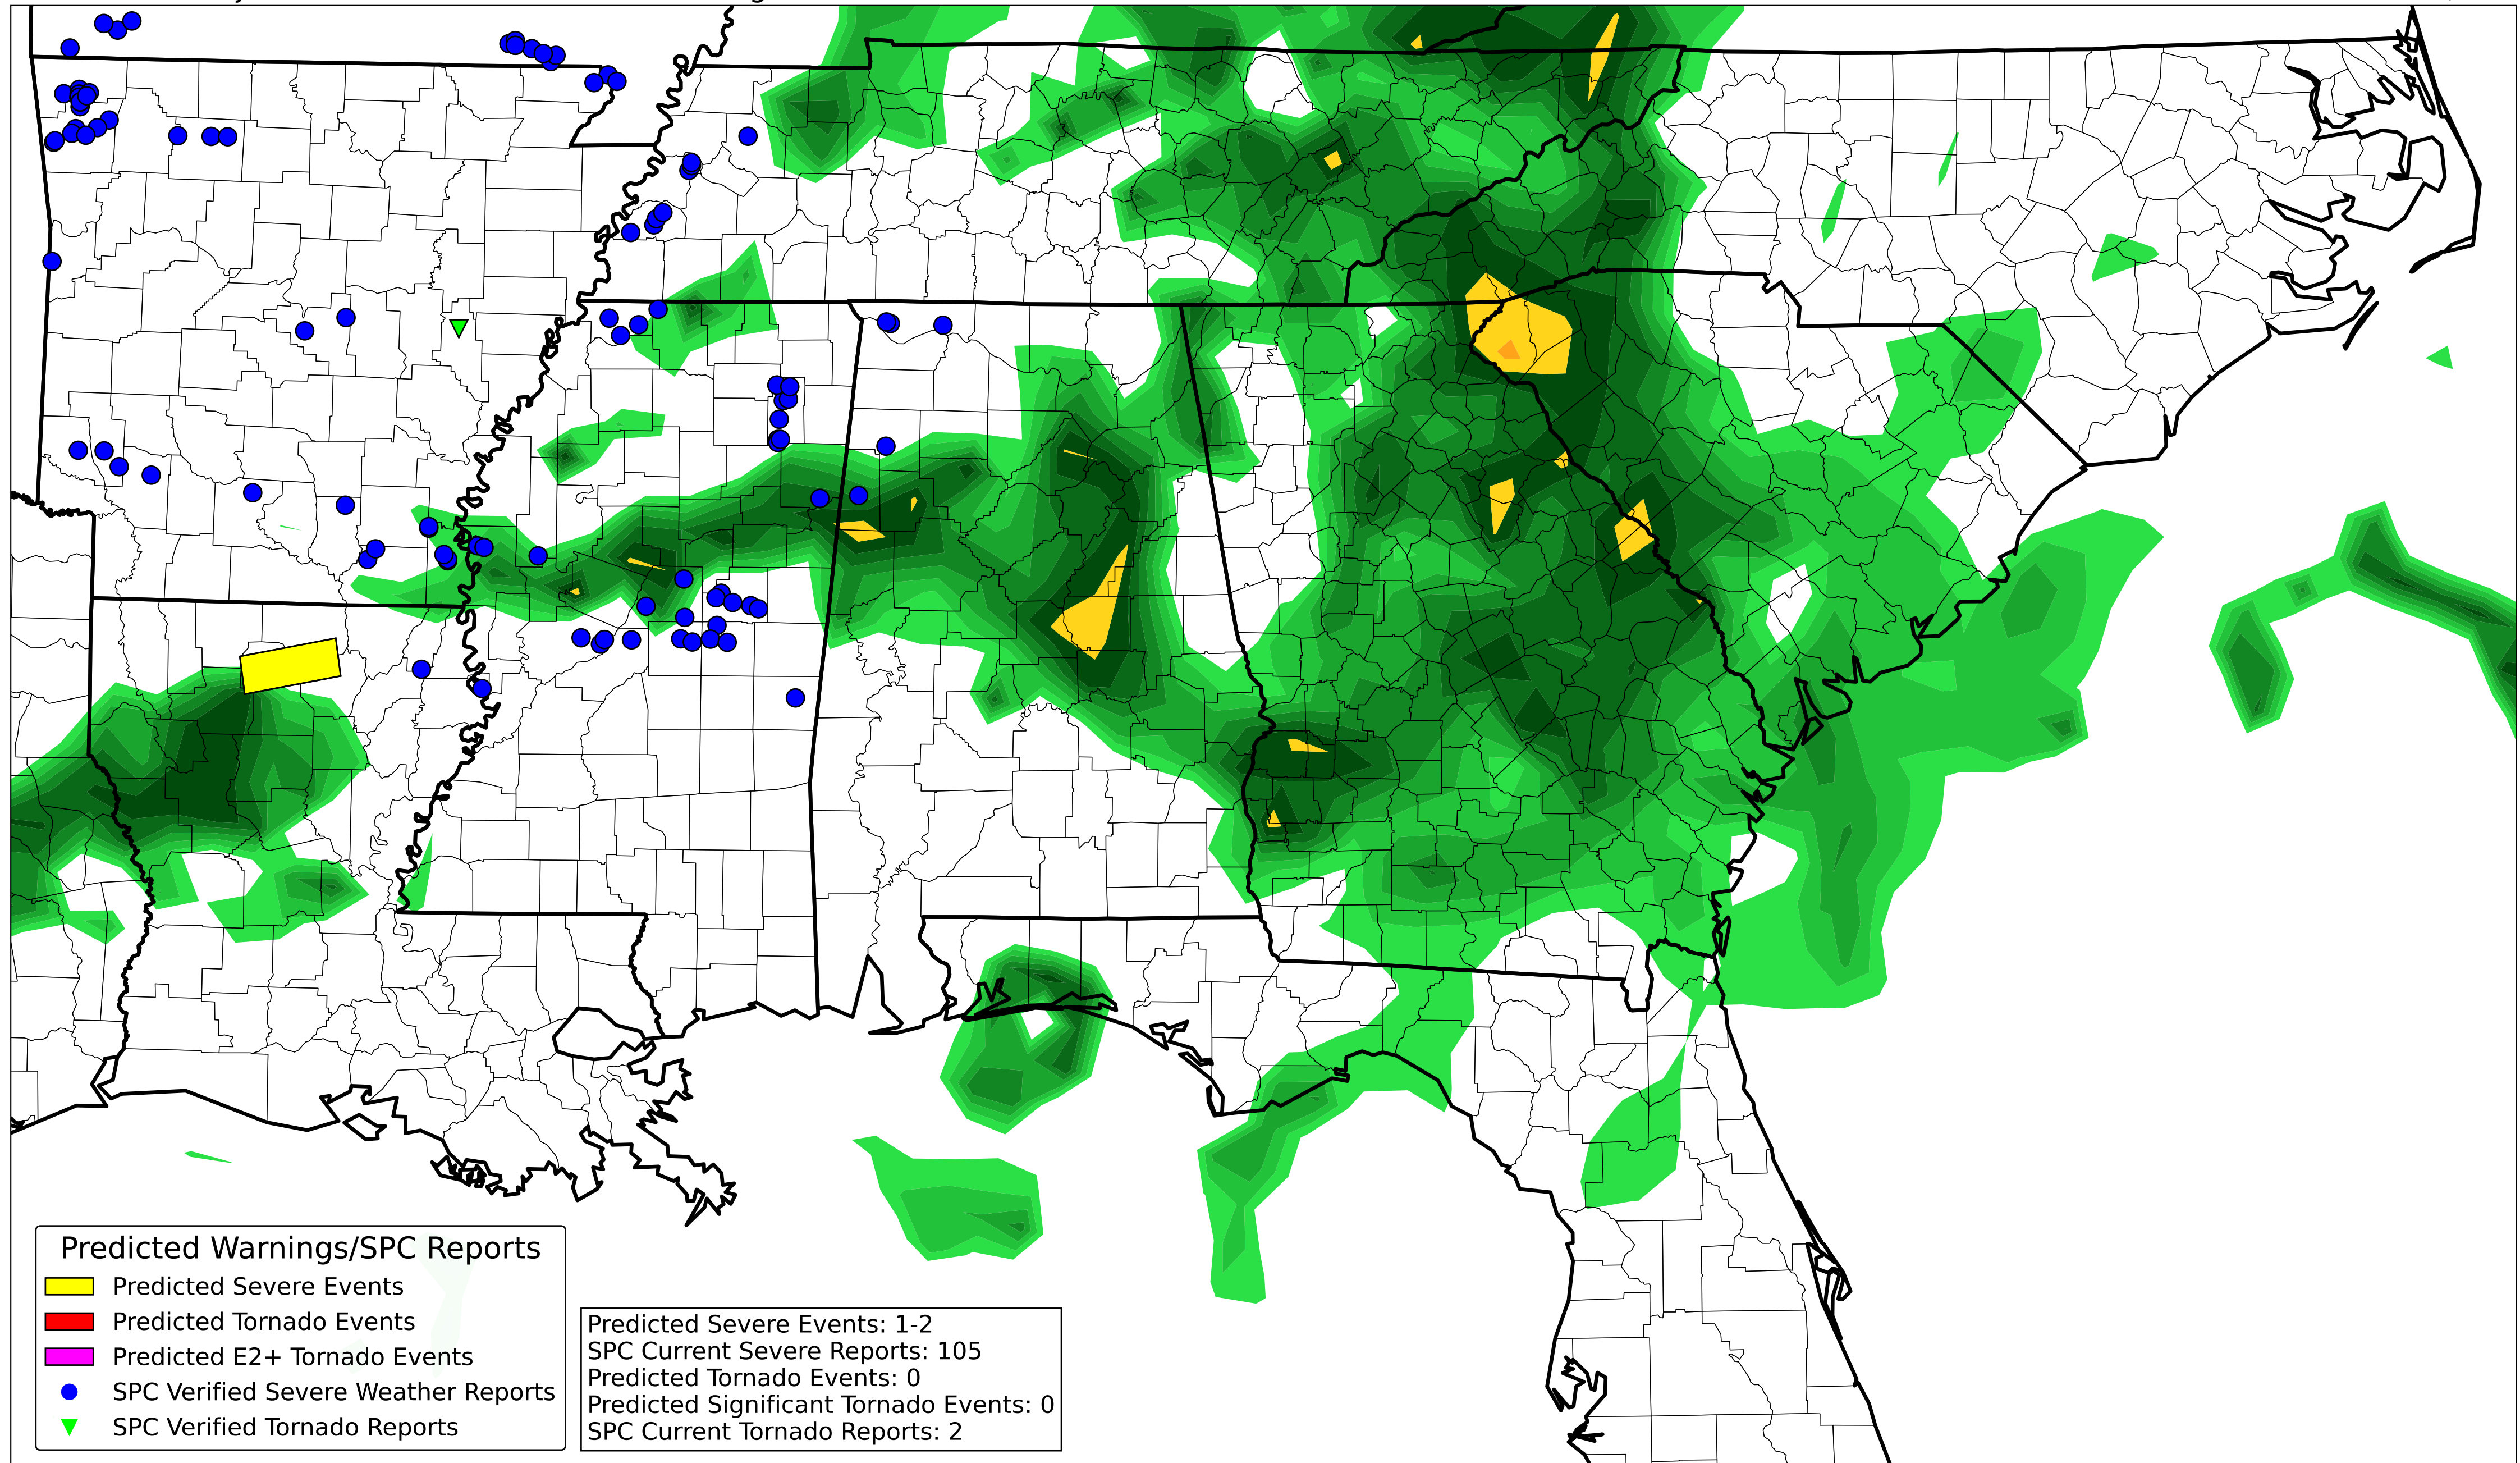 Predicted Warnings/SPC Reports
Predicted Severe Events
Predicted Tornado Events
Predicted E2+ Tornado Events
SPC Verified Severe Weather Reports
SPC Verified Tornado Reports
Predicted Severe Events: 1-2
SPC Current Severe Reports: 105
Predicted Tornado Events: 0
Predicted Significant Tornado Events: 0
SPC Current Tornado Reports: 2